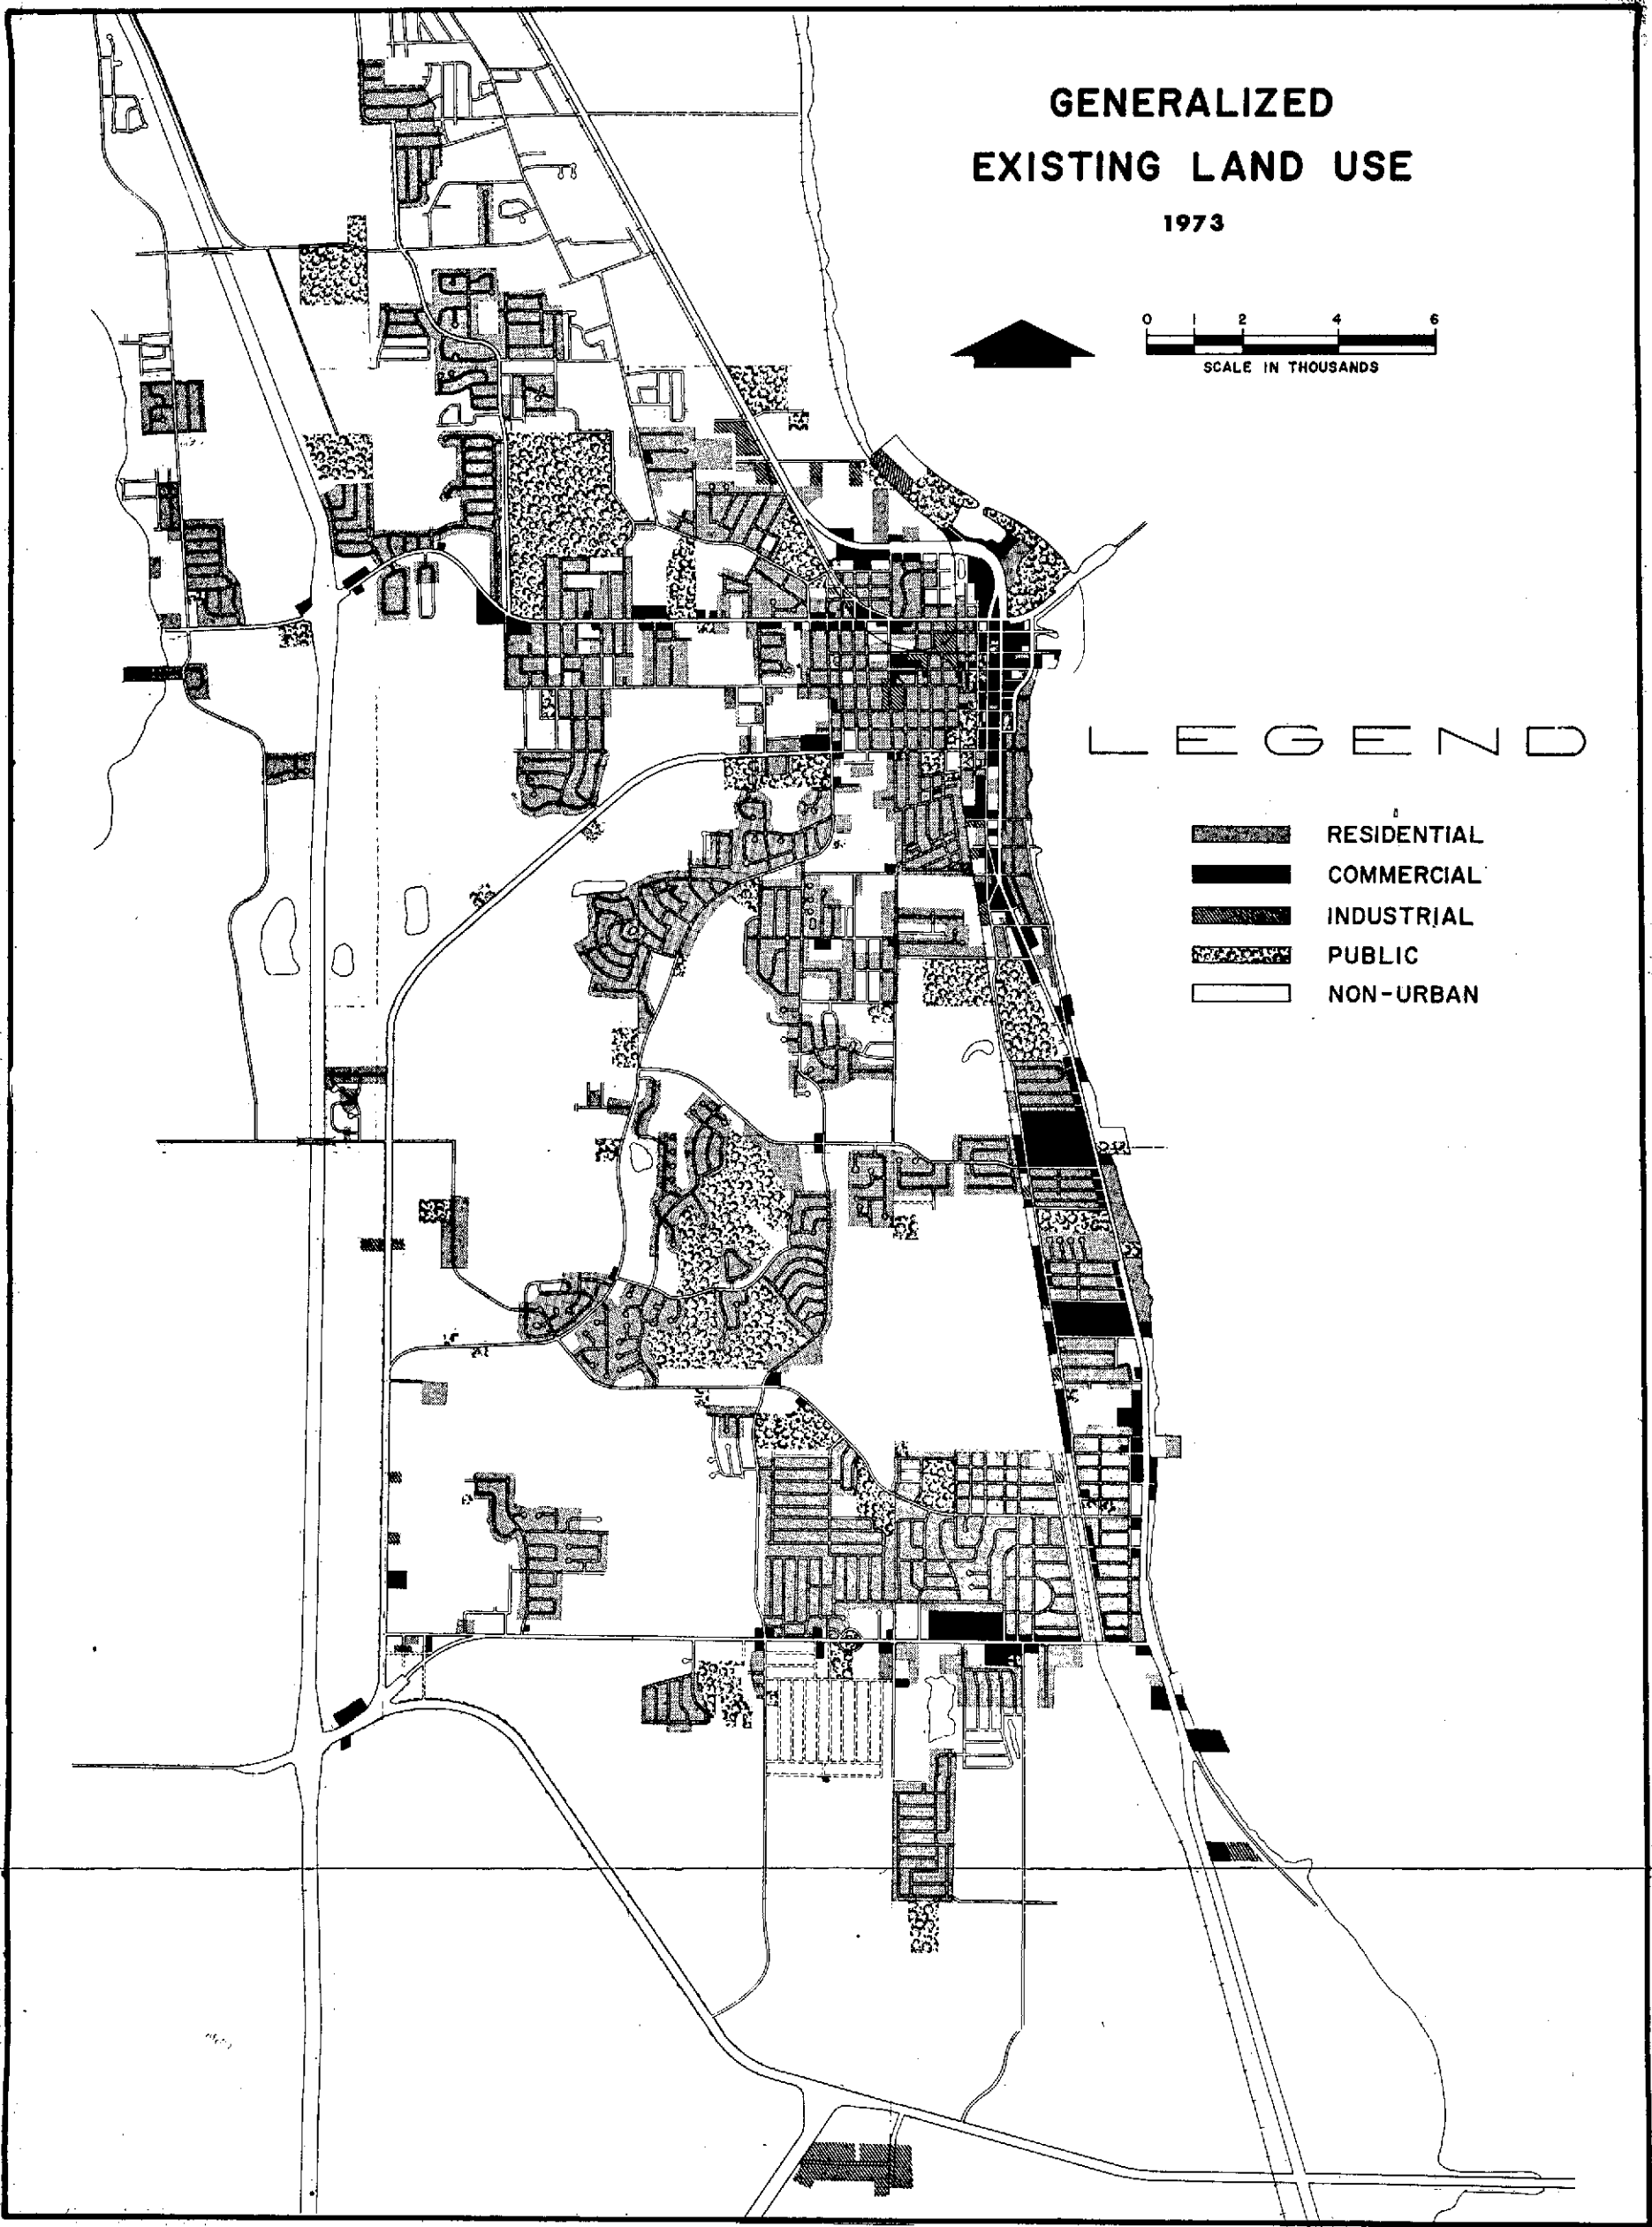 GENERALIZED
EXISTING LAND USE
1973
0 1 2 4 6
SCALE IN THOUSANDS
LEGEND
RESIDENTIAL
COMMERCIAL
INDUSTRIAL
PUBLIC
NON-URBAN